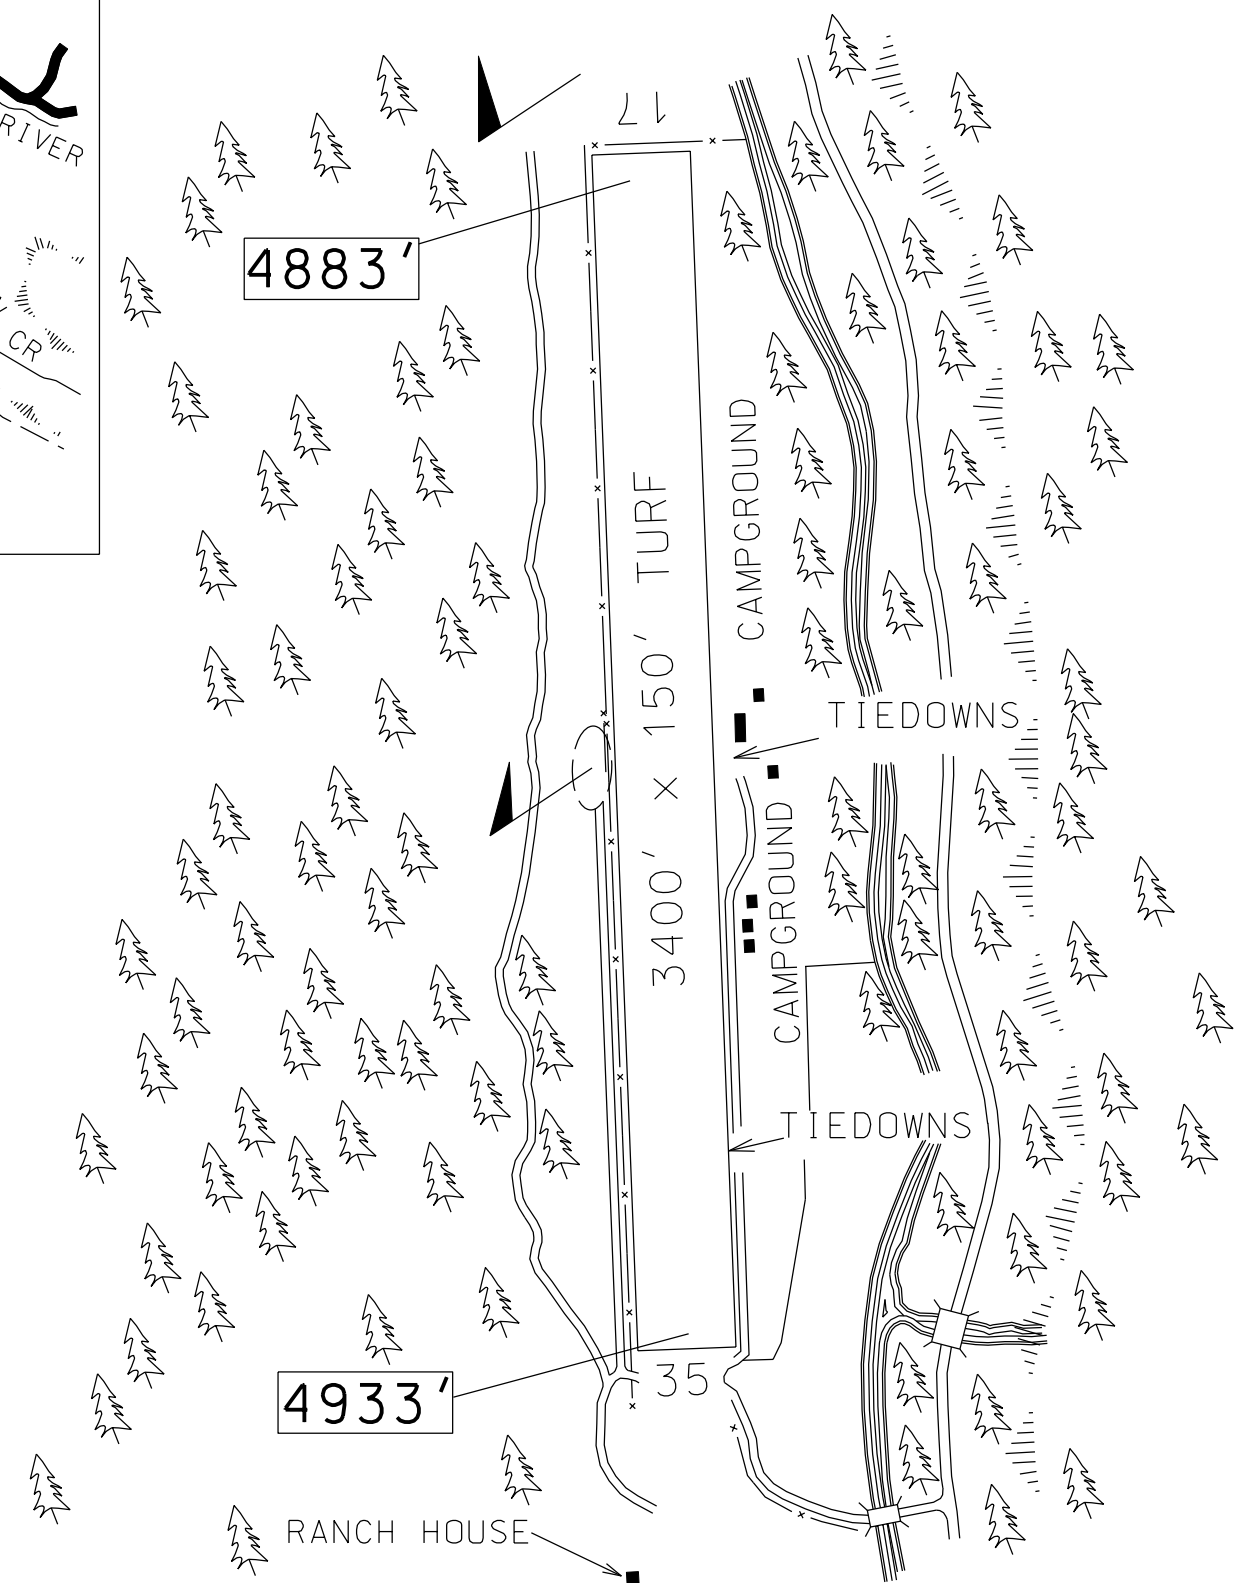 RIVER
CR
17
4883'
CAMPGROUND
3400' x 150' TURF
TIEDOWNS
CAMPGROUND
TIEDOWNS
35
4933'
RANCH HOUSE